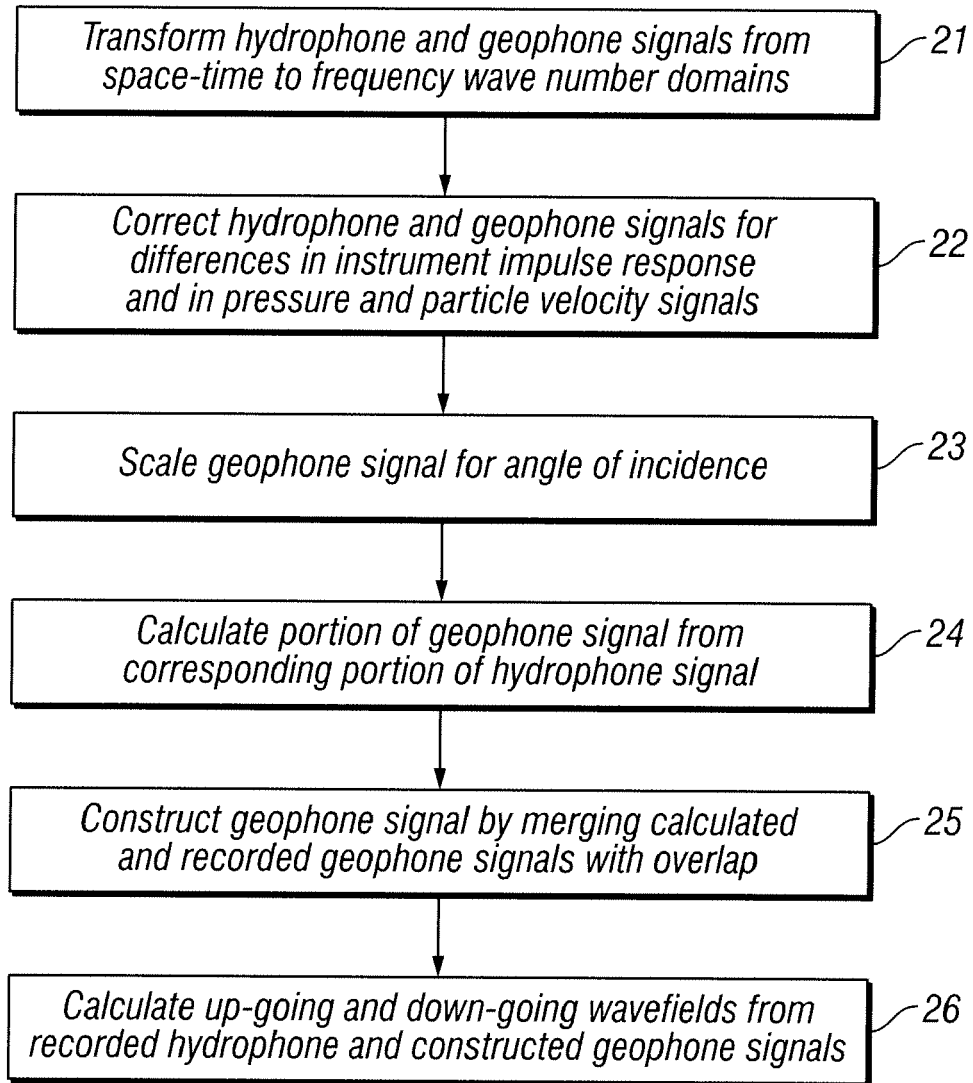 Transform hydrophone and geophone signals from
space-time to frequency wave number domains
21
Correct hydrophone and geophone signals for
differences in instrument impulse response
and in pressure and particle velocity signals
22
Scale geophone signal for angle of incidence
23
Calculate portion of geophone signal from
corresponding portion of hydrophone signal
24
Construct geophone signal by merging calculated
and recorded geophone signals with overlap
25
Calculate up-going and down-going wavefields from
recorded hydrophone and constructed geophone signals
26